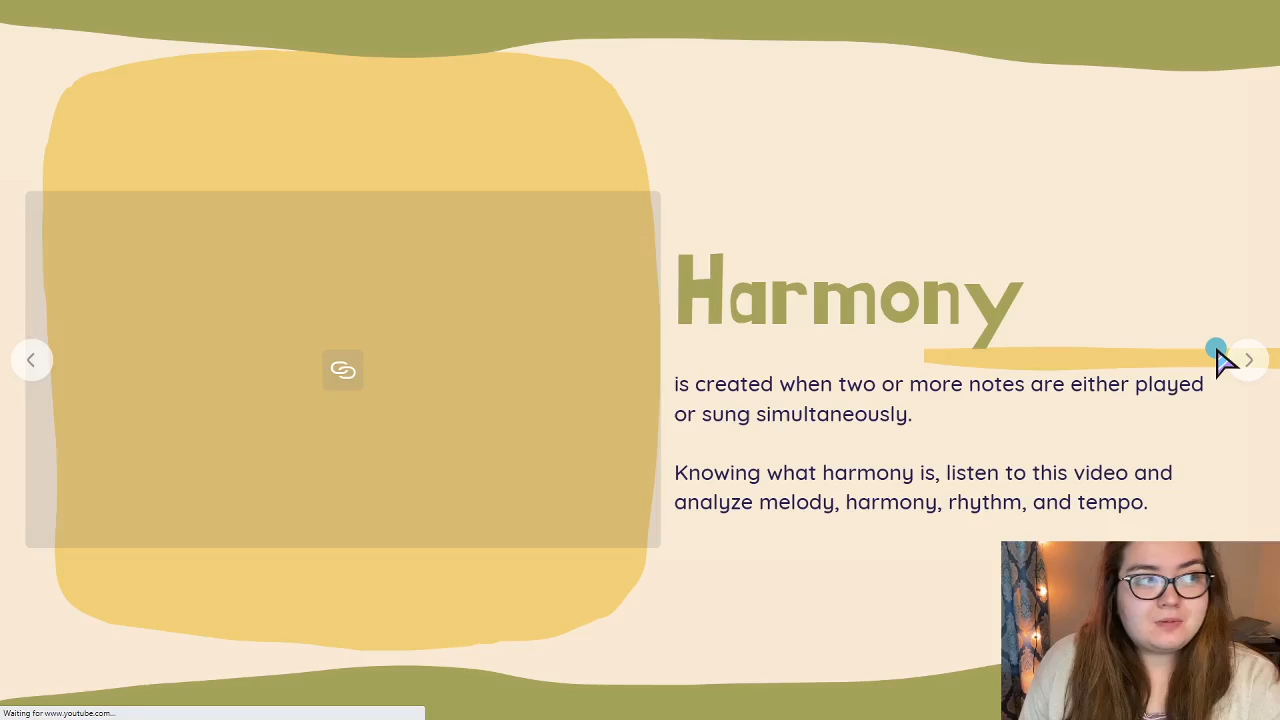 Harmony
is created when two or more notes are either played
or sung simultaneously.
Knowing what harmony is, listen to this video and
analyze melody, harmony, rhythm, and tempo.
Waiting for www.youtube.com...